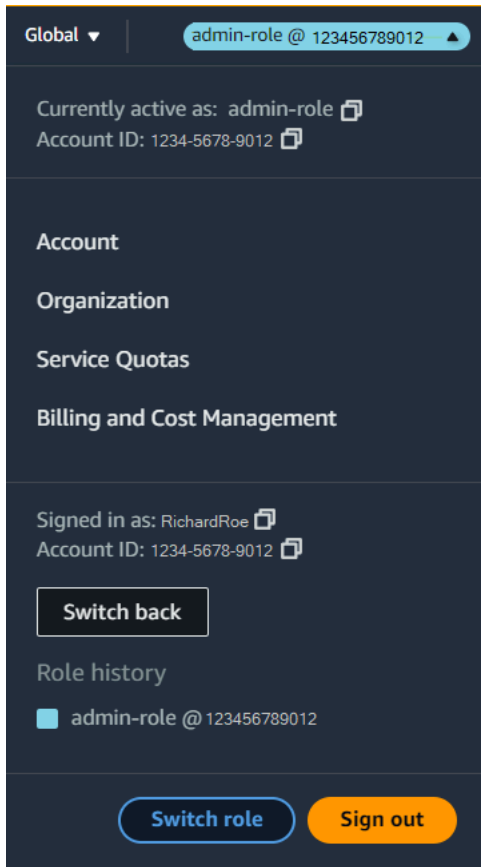 Global admin-role @ 123456789012
Currently active as: admin-role
Account ID: 1234-5678-9012
Account
Organization
Service Quotas
Billing and Cost Management
Signed in as: RichardRoe
Account ID: 1234-5678-9012
Switch back
Role history
admin-role @ 123456789012
Switch role Sign out